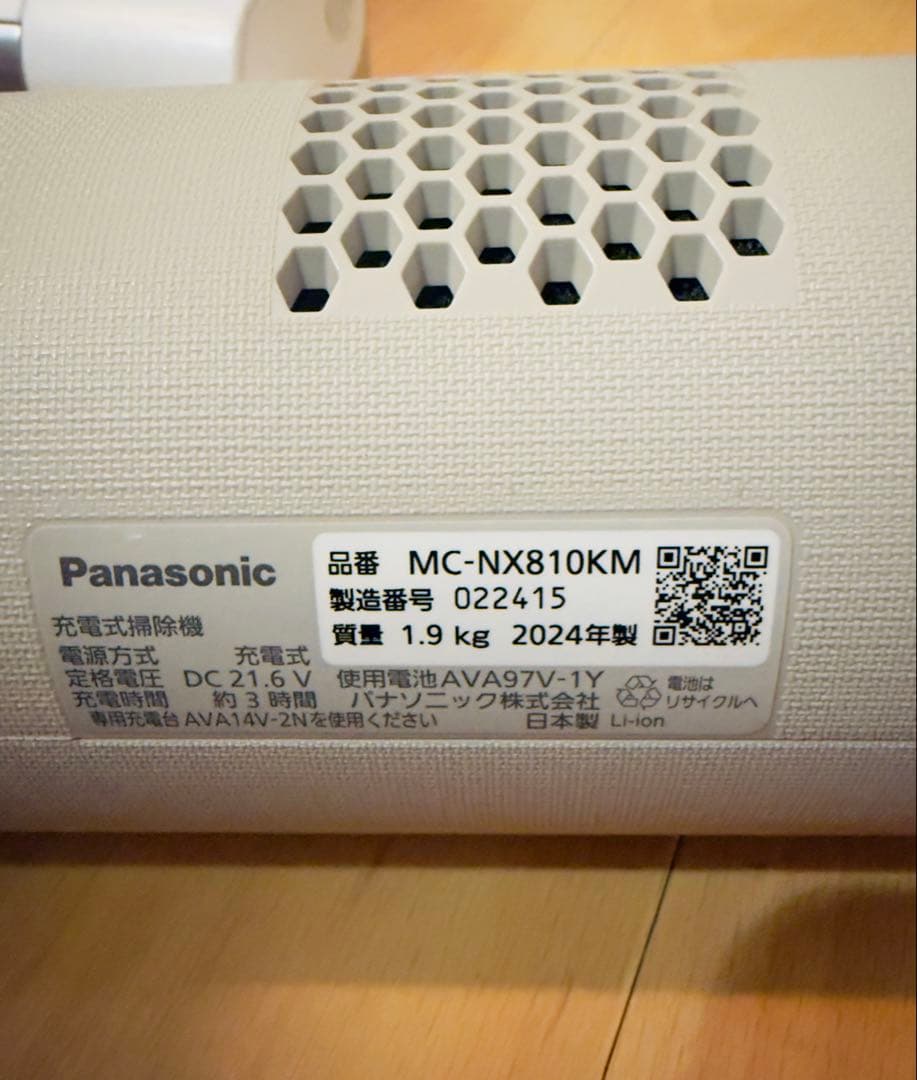 Panasonic
品番 MC-NX810KM
製造番号 022415
質量 1.9 kg 2024年製
充電式掃除機
電源方式 充電式
定格電圧 DC 21.6 V 使用電池AVA97V-1Y
充電時間 約 3 時間 パナソニック株式会社
専用充電台 AVA14V-2Nを使用ください 日本製 Li-ion
電池は
リサイクルへ